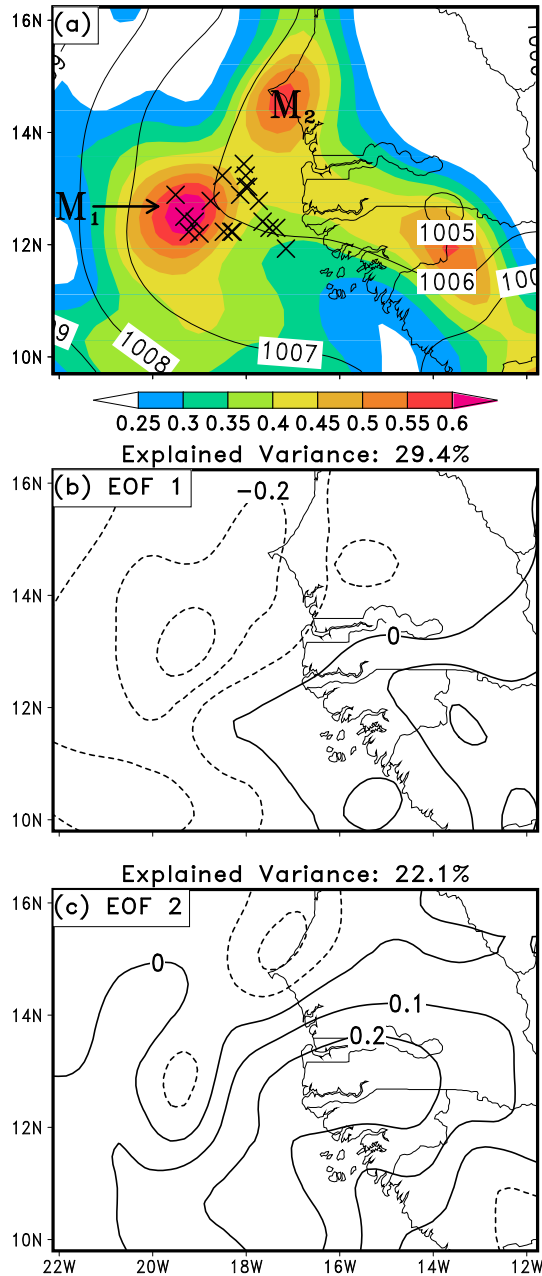 16N
(a)
14N
M2
M1
12N
1005
1006
100
10N
09
1008
1007
0.25 0.3 0.35 0.4 0.45 0.5 0.55 0.6
Explained Variance: 29.4%
16N
(b) EOF 1
-0.2
14N
0
12N
10N
Explained Variance: 22.1%
16N
(c) EOF 2
0
14N
0.1
0.2
12N
10N
22W 20W 18W 16W 14W 12W